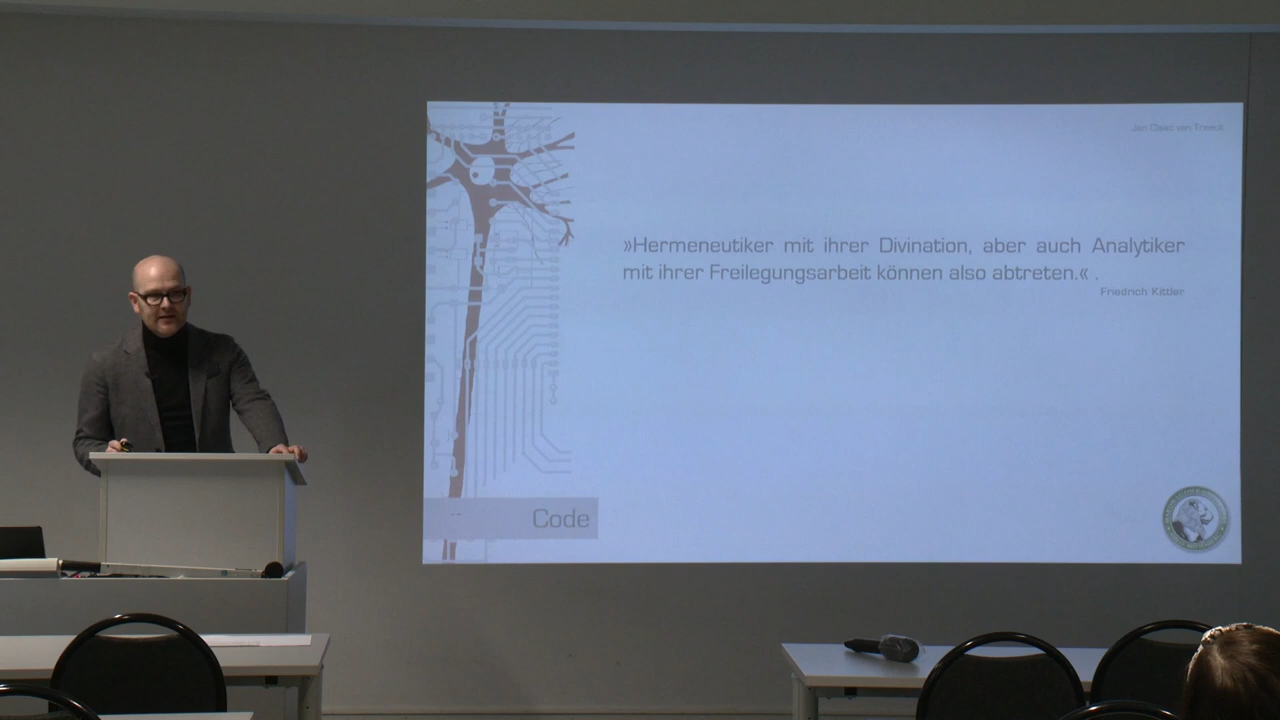 Jan Claas van Treeck
»Hermeneutiker mit ihrer Divination, aber auch Analytiker
mit ihrer Freilegungsarbeit können also abtreten.« .
Friedrich Kittler
Code